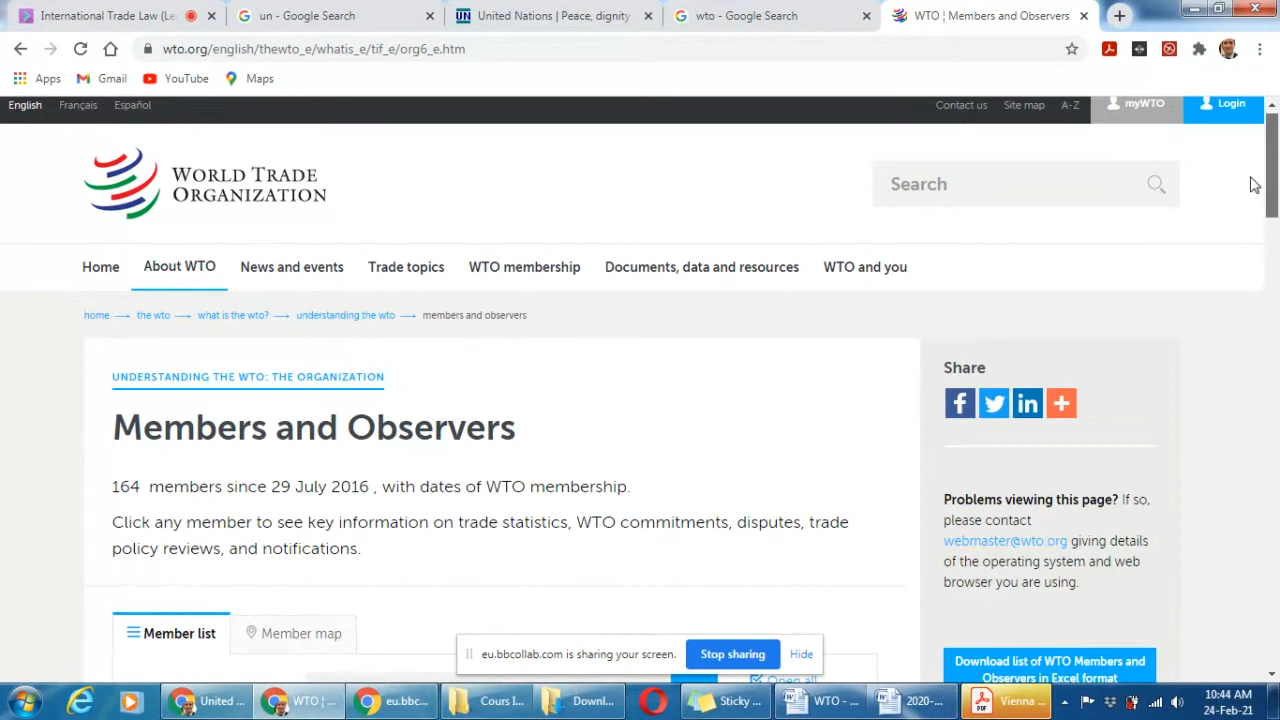 International Trade Law (Le
un - Google Search
United Nations | Peace, dignity
wto - Google Search
WTO | Members and Observers
wto.org/english/thewto_e/whatis_e/tif_e/org6_e.htm
Apps Gmail YouTube Maps
English Français Español Contact us Site map A-Z myWTO Login
WORLD TRADE
ORGANIZATION
Search
Home About WTO News and events Trade topics WTO membership Documents, data and resources WTO and you
home → the wto → what is the wto? → understanding the wto → members and observers
UNDERSTANDING THE WTO: THE ORGANIZATION
Members and Observers
164 members since 29 July 2016 , with dates of WTO membership.
Click any member to see key information on trade statistics, WTO commitments, disputes, trade
policy reviews, and notifications.
Member list Member map
Open all
Share
Problems viewing this page? If so,
please contact
webmaster@wto.org giving details
of the operating system and web
browser you are using.
Download list of WTO Members and
Observers in Excel format
eu.bbcollab.com is sharing your screen. Stop sharing Hide
United ... WTO | ... eu.bbc... Cours I... Downl... Sticky ... WTO - ... 2020-... Vienna ...
10:44 AM
24-Feb-21